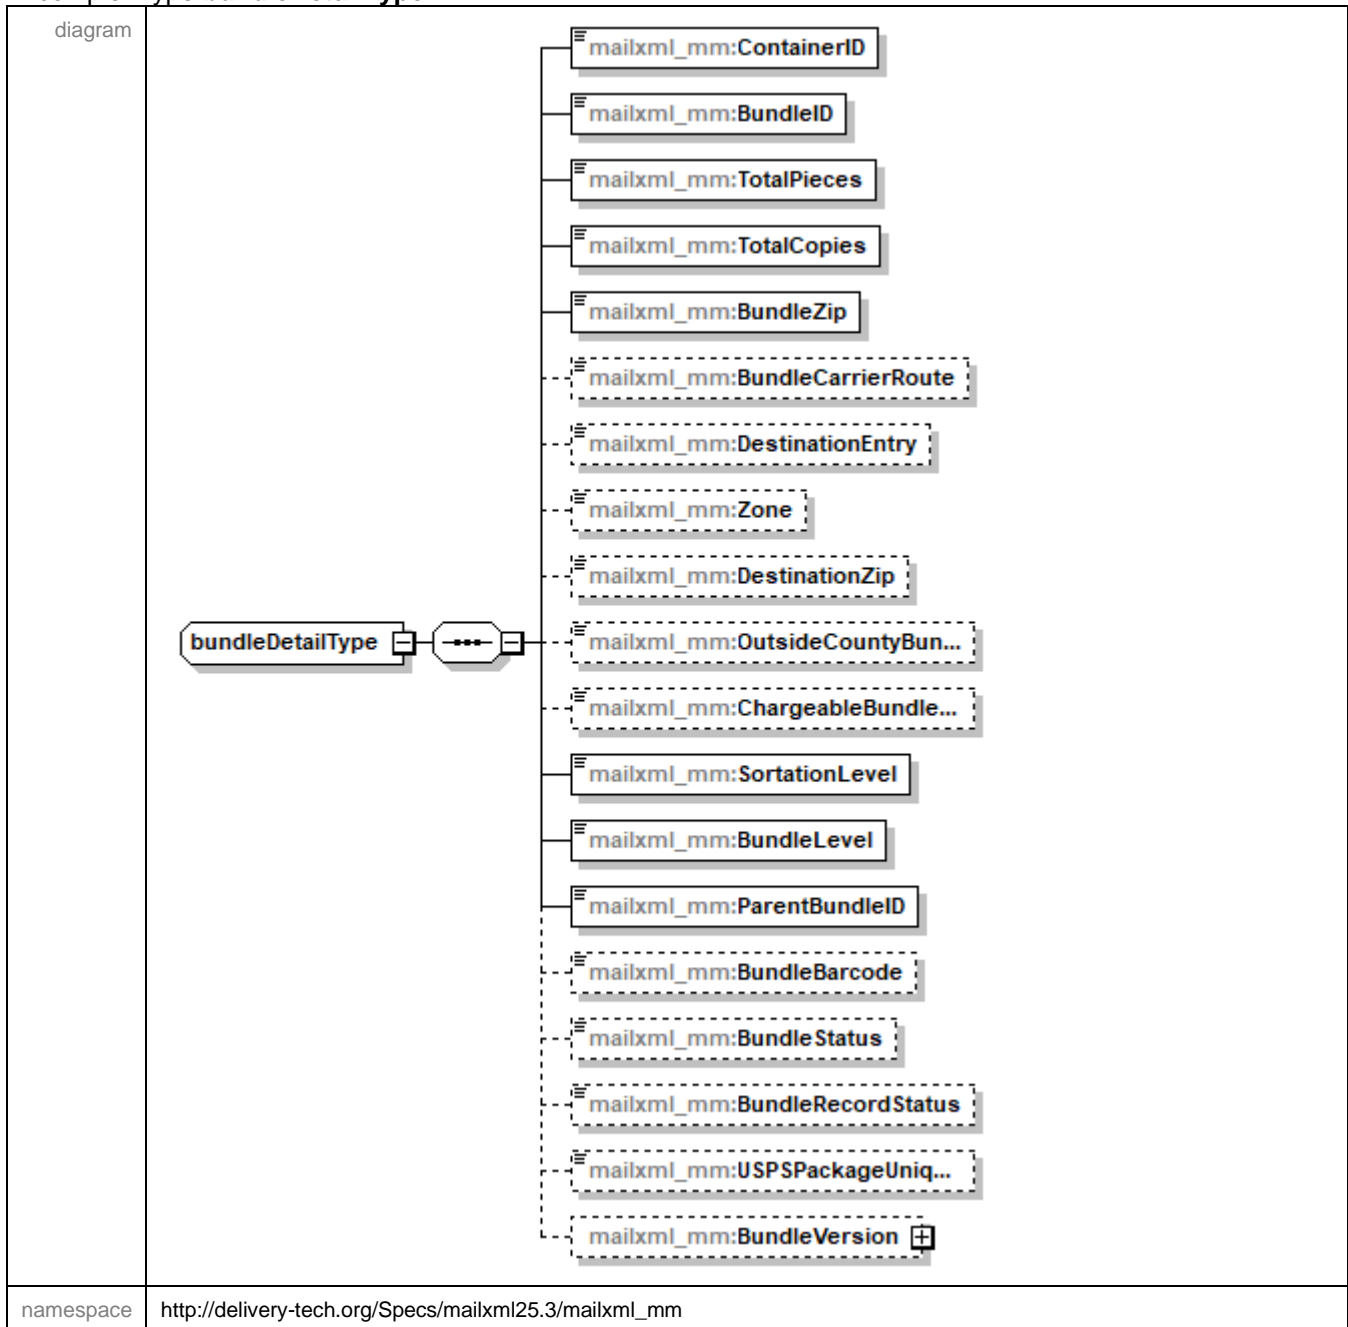 diagram
mailxml_mm:ContainerID
mailxml_mm:BundleID
mailxml_mm:TotalPieces
mailxml_mm:TotalCopies
mailxml_mm:BundleZip
mailxml_mm:BundleCarrierRoute
mailxml_mm:DestinationEntry
mailxml_mm:Zone
mailxml_mm:DestinationZip
bundleDetailType
mailxml_mm:OutsideCountyBun...
mailxml_mm:ChargeableBundle...
mailxml_mm:SortationLevel
mailxml_mm:BundleLevel
mailxml_mm:ParentBundleID
mailxml_mm:BundleBarcode
mailxml_mm:BundleStatus
mailxml_mm:BundleRecordStatus
mailxml_mm:USPSPackageUniq...
mailxml_mm:BundleVersion
namespace http://delivery-tech.org/Specs/mailxml25.3/mailxml_mm